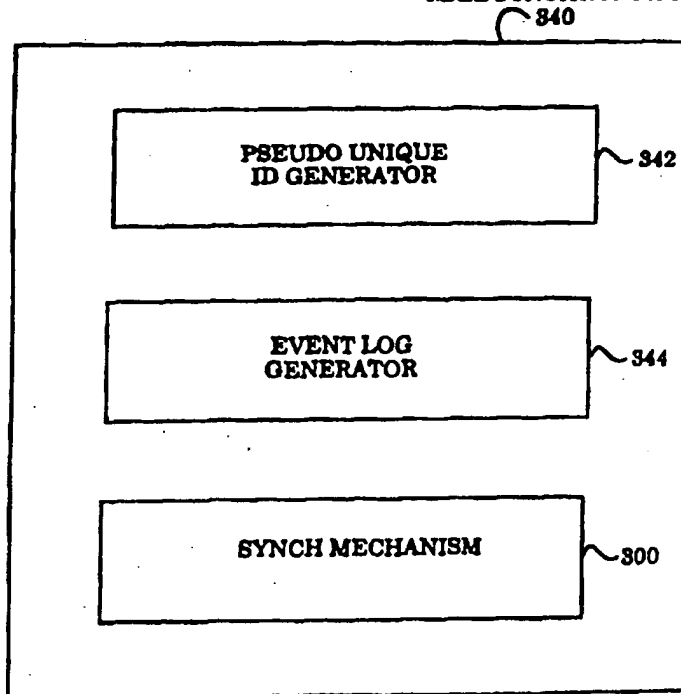 340
PSEUDO UNIQUE
ID GENERATOR
342
EVENT LOG
GENERATOR
344
SYNCH MECHANISM
300